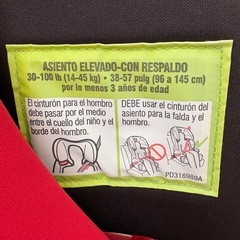 ASIENTO ELEVADO-CON RESPALDO
30-100 lb (14-45 kg) • 38-57 pulg (96 a 145 cm)
por lo menos 3 años de edad
El cinturón para el hombro
debe pasar por el medio
entre el cuello del niño y el
borde del hombro.
DEBE usar el cinturón del
asiento para la falda y el
hombro.
PD316989A